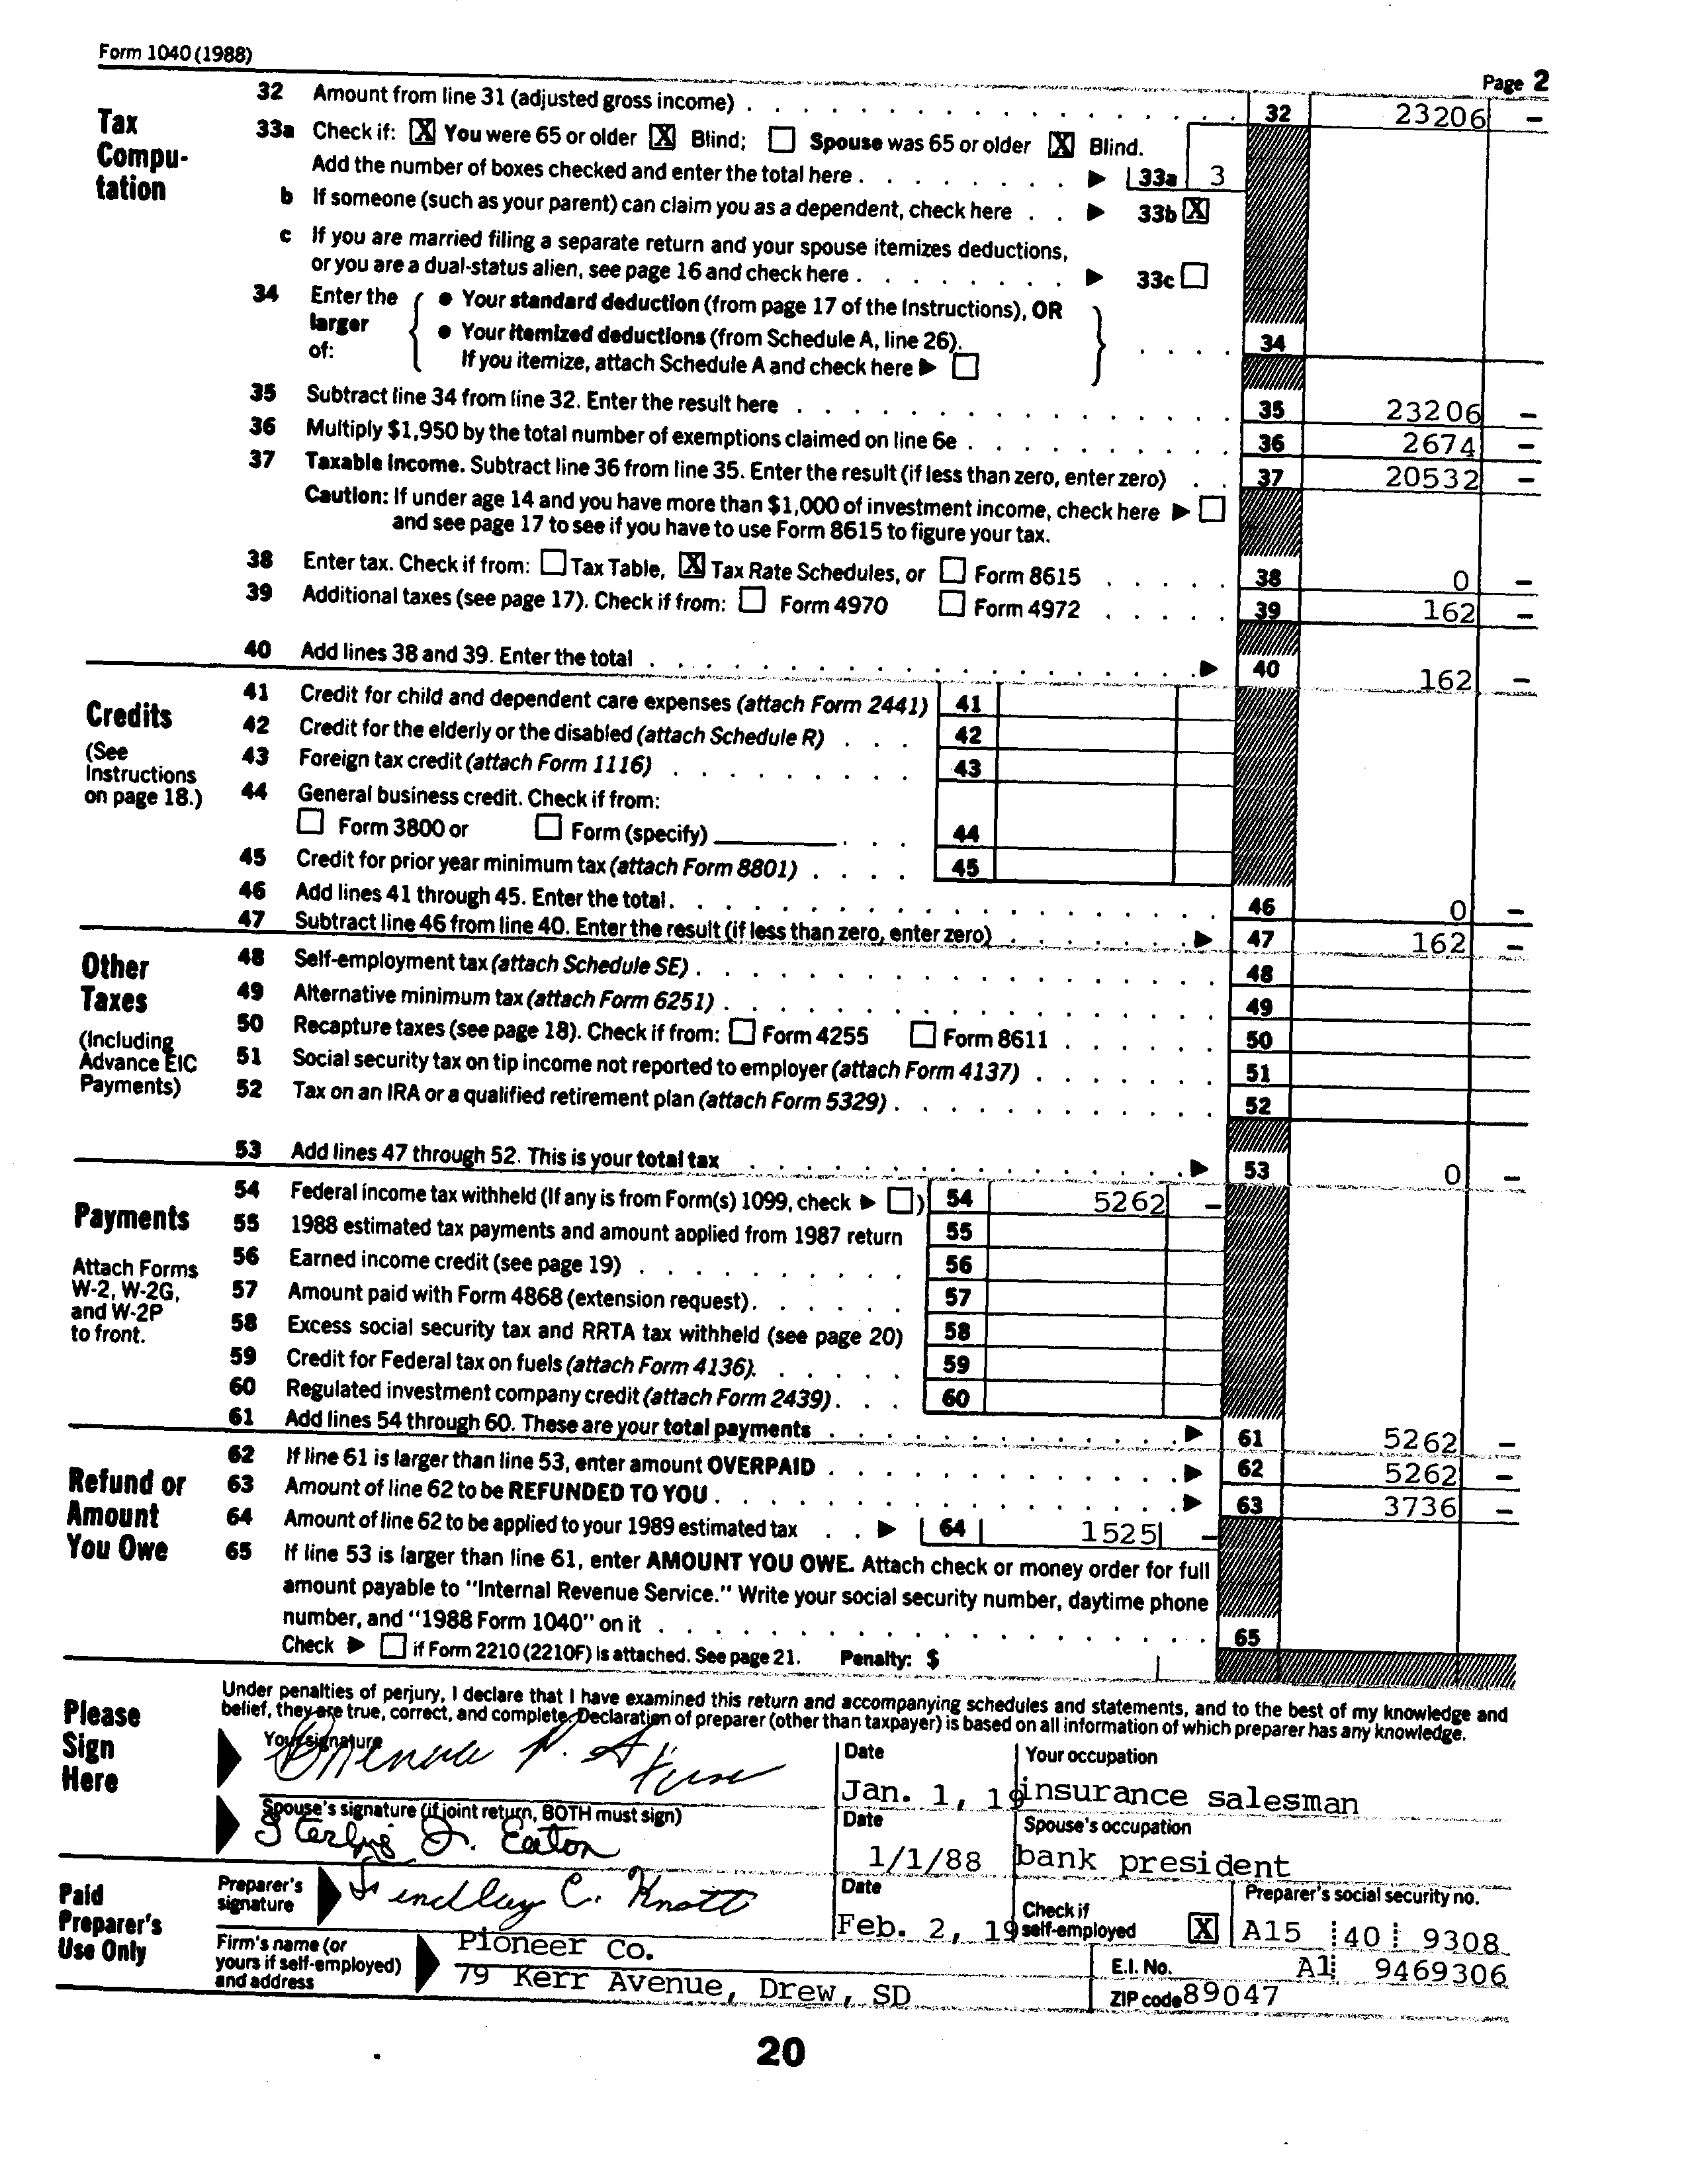 Form 1040 (1988)
Page 2
Tax Compu-tation
32 Amount from line 31 (adjusted gross income) 32 23206 –
33a Check if: [X] You were 65 or older [X] Blind; [ ] Spouse was 65 or older [X] Blind.
Add the number of boxes checked and enter the total here ▶ 33a 3
b If someone (such as your parent) can claim you as a dependent, check here ▶ 33b [X]
c If you are married filing a separate return and your spouse itemizes deductions,
or you are a dual-status alien, see page 16 and check here ▶ 33c [ ]
34 Enter the larger of: { • Your standard deduction (from page 17 of the Instructions), OR
• Your itemized deductions (from Schedule A, line 26).
If you itemize, attach Schedule A and check here ▶ [ ] } 34
35 Subtract line 34 from line 32. Enter the result here 35 23206 –
36 Multiply $1,950 by the total number of exemptions claimed on line 6e 36 2674 –
37 Taxable income. Subtract line 36 from line 35. Enter the result (if less than zero, enter zero) 37 20532 –
Caution: If under age 14 and you have more than $1,000 of investment income, check here ▶ [ ]
and see page 17 to see if you have to use Form 8615 to figure your tax.
38 Enter tax. Check if from: [ ] Tax Table, [X] Tax Rate Schedules, or [ ] Form 8615 38 0 –
39 Additional taxes (see page 17). Check if from: [ ] Form 4970 [ ] Form 4972 39 162 –
40 Add lines 38 and 39. Enter the total ▶ 40 162 –
Credits
(See Instructions on page 18.)
41 Credit for child and dependent care expenses (attach Form 2441) 41
42 Credit for the elderly or the disabled (attach Schedule R) 42
43 Foreign tax credit (attach Form 1116) 43
44 General business credit. Check if from:
[ ] Form 3800 or [ ] Form (specify) 44
45 Credit for prior year minimum tax (attach Form 8801) 45
46 Add lines 41 through 45. Enter the total 46 0 –
47 Subtract line 46 from line 40. Enter the result (if less than zero, enter zero) ▶ 47 162 –
Other Taxes
(Including Advance EIC Payments)
48 Self-employment tax (attach Schedule SE) 48
49 Alternative minimum tax (attach Form 6251) 49
50 Recapture taxes (see page 18). Check if from: [ ] Form 4255 [ ] Form 8611 50
51 Social security tax on tip income not reported to employer (attach Form 4137) 51
52 Tax on an IRA or a qualified retirement plan (attach Form 5329) 52
53 Add lines 47 through 52. This is your total tax ▶ 53 0 –
Payments
Attach Forms W-2, W-2G, and W-2P to front.
54 Federal income tax withheld (If any is from Form(s) 1099, check ▶ [ ] ) 54 5262 –
55 1988 estimated tax payments and amount applied from 1987 return 55
56 Earned income credit (see page 19) 56
57 Amount paid with Form 4868 (extension request) 57
58 Excess social security tax and RRTA tax withheld (see page 20) 58
59 Credit for Federal tax on fuels (attach Form 4136) 59
60 Regulated investment company credit (attach Form 2439) 60
61 Add lines 54 through 60. These are your total payments ▶ 61 5262 –
Refund or Amount You Owe
62 If line 61 is larger than line 53, enter amount OVERPAID ▶ 62 5262 –
63 Amount of line 62 to be REFUNDED TO YOU ▶ 63 3736 –
64 Amount of line 62 to be applied to your 1989 estimated tax ▶ 64 1525 –
65 If line 53 is larger than line 61, enter AMOUNT YOU OWE. Attach check or money order for full
amount payable to "Internal Revenue Service." Write your social security number, daytime phone
number, and "1988 Form 1040" on it 65
Check ▶ [ ] if Form 2210 (2210F) is attached. See page 21. Penalty: $
Please Sign Here
Under penalties of perjury, I declare that I have examined this return and accompanying schedules and statements, and to the best of my knowledge and
belief, they are true, correct, and complete. Declaration of preparer (other than taxpayer) is based on all information of which preparer has any knowledge.
Your signature
Date Jan. 1, 19
Your occupation insurance salesman
Spouse's signature (if joint return, BOTH must sign) J. Eaton
Date 1/1/88
Spouse's occupation bank president
Paid Preparer's Use Only
Preparer's signature Findlay C. Knott
Date Feb. 2, 19
Check if self-employed [X]
Preparer's social security no. A15 40 9308
Firm's name (or yours if self-employed) and address Pioneer Co.
79 Kerr Avenue, Drew, SD
E.I. No. A1 9469306
ZIP code 89047
20